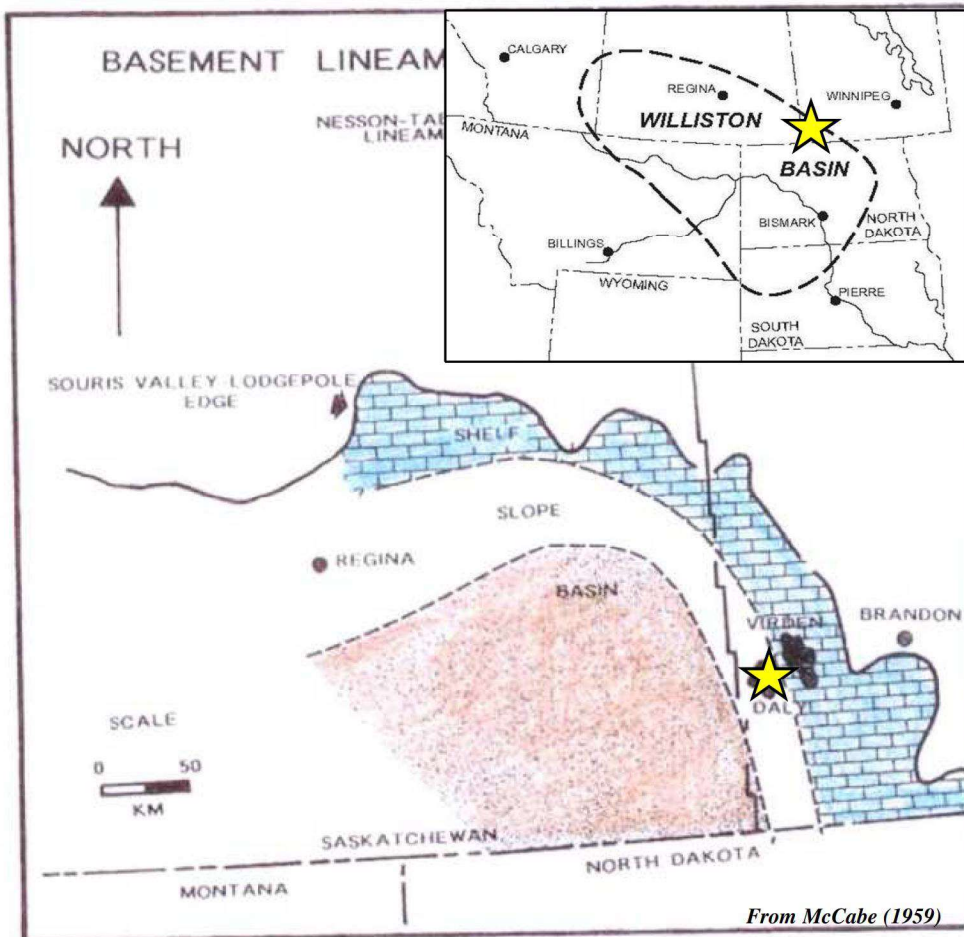 BASEMENT LINEAM
NESSON-TAB
LINEAM
NORTH
CALGARY
REGINA
WINNIPEG
WILLISTON
MONTANA
BASIN
BISMARK
NORTH
DAKOTA
BILLINGS
WYOMING
PIERRE
SOUTH
DAKOTA
SOURIS VALLEY LODGEPOLE
EDGE
SHELF
SLOPE
REGINA
BASIN
BRANDON
VIRDEN
DALY
SCALE
0 50
KM
SASKATCHEWAN
NORTH DAKOTA
MONTANA
From McCabe (1959)